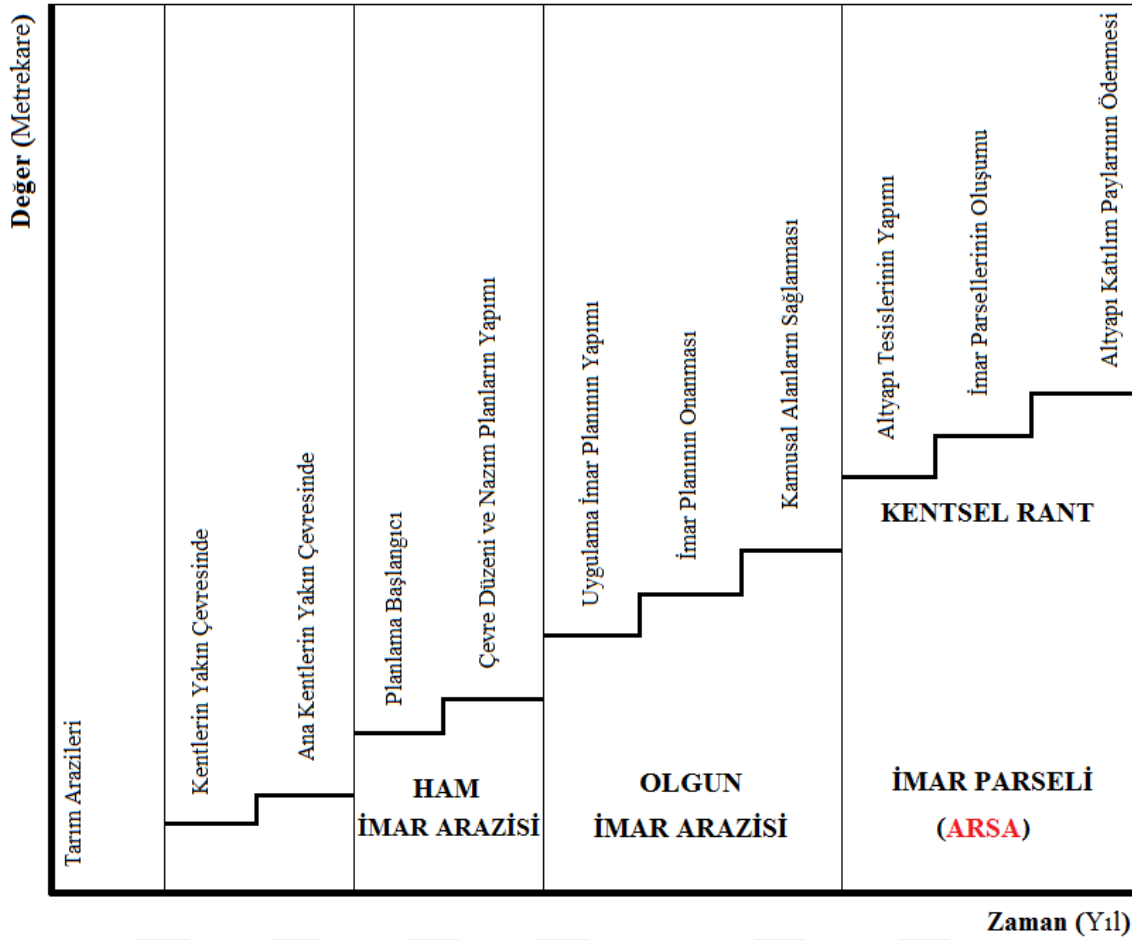 Değer (Metrekare)
Tarım Arazileri
Kentlerin Yakın Çevresinde
Ana Kentlerin Yakın Çevresinde
Planlama Başlangıcı
Çevre Düzeni ve Nazım Planların Yapımı
Uygulama İmar Planının Yapımı
İmar Planının Onanması
Kamusal Alanların Sağlanması
Altyapı Tesislerinin Yapımı
İmar Parsellerinin Oluşumu
Altyapı Katılım Paylarının Ödenmesi
KENTSEL RANT
HAM
İMAR ARAZİSİ
OLGUN
İMAR ARAZİSİ
İMAR PARSELİ
(ARSA)
Zaman (Yıl)